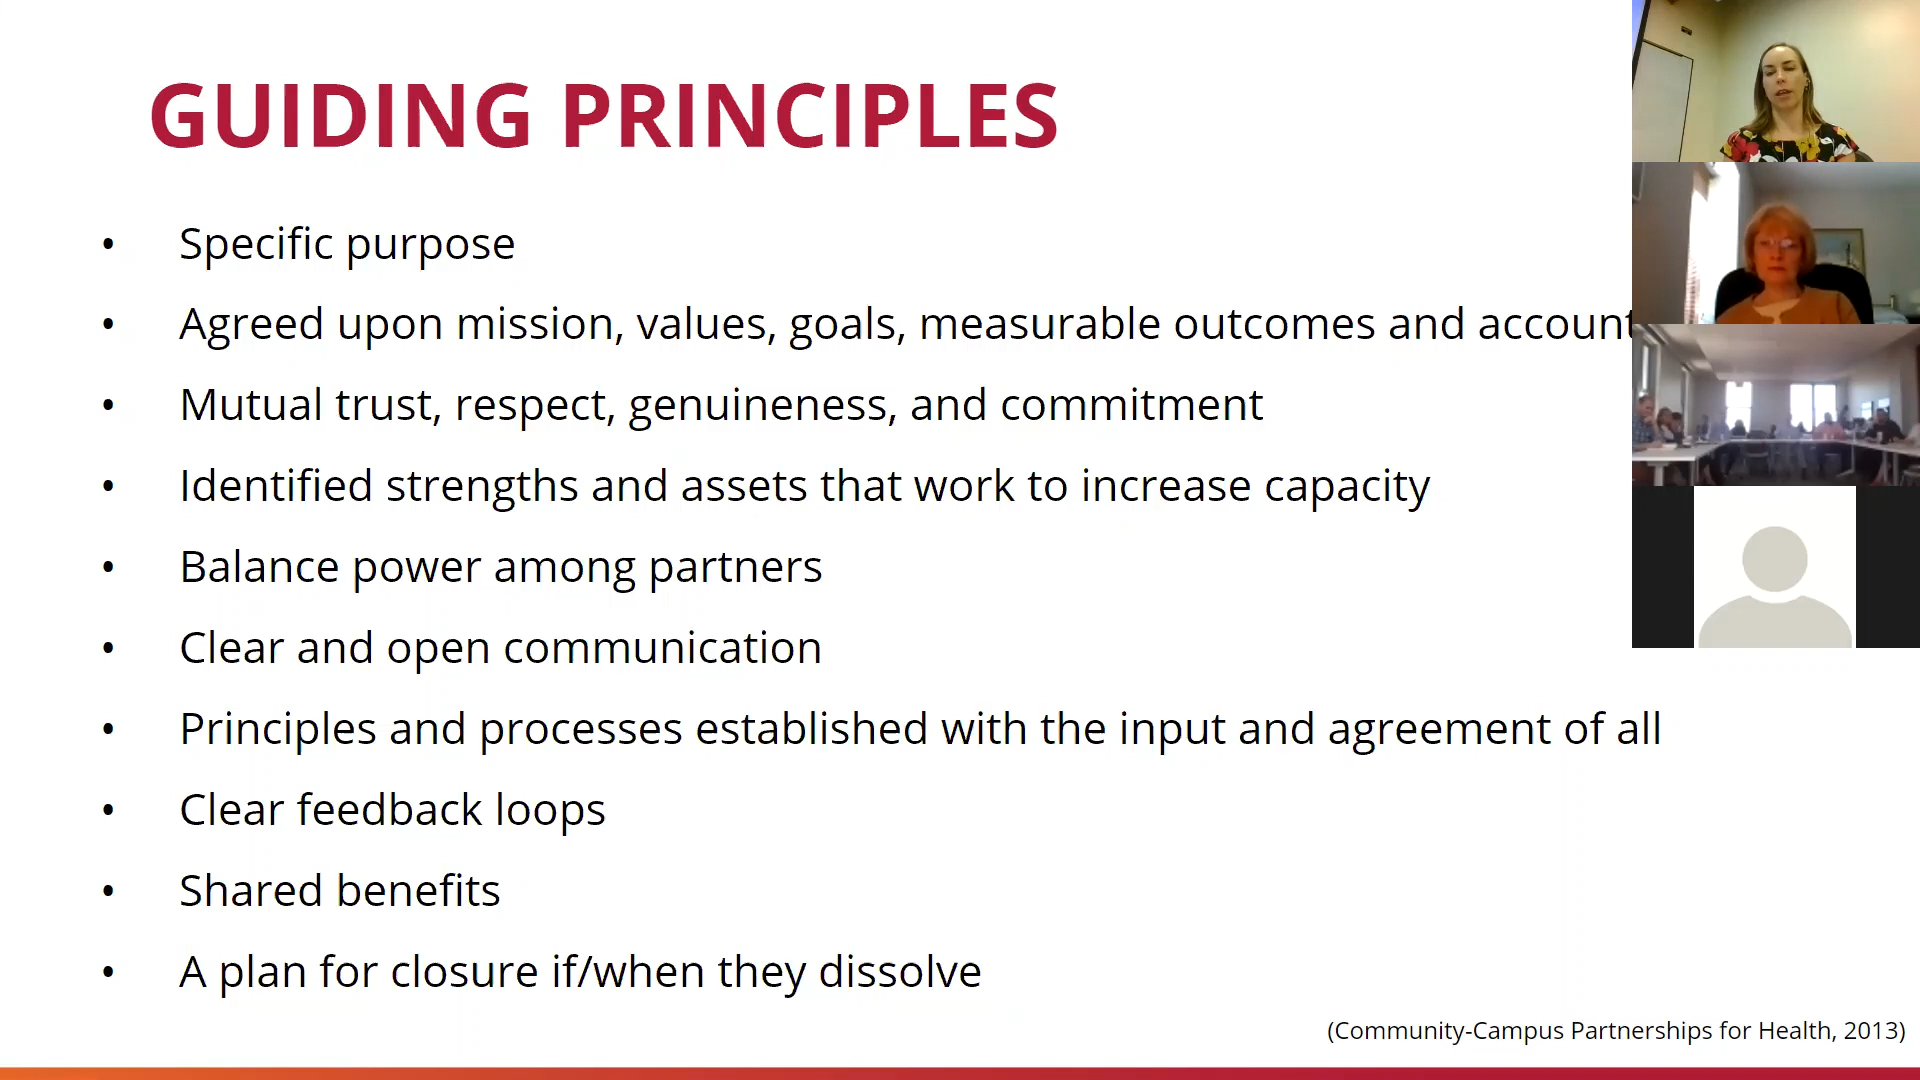 GUIDING PRINCIPLES
• Specific purpose
• Agreed upon mission, values, goals, measurable outcomes and account
• Mutual trust, respect, genuineness, and commitment
• Identified strengths and assets that work to increase capacity
• Balance power among partners
• Clear and open communication
• Principles and processes established with the input and agreement of all
• Clear feedback loops
• Shared benefits
• A plan for closure if/when they dissolve
(Community-Campus Partnerships for Health, 2013)